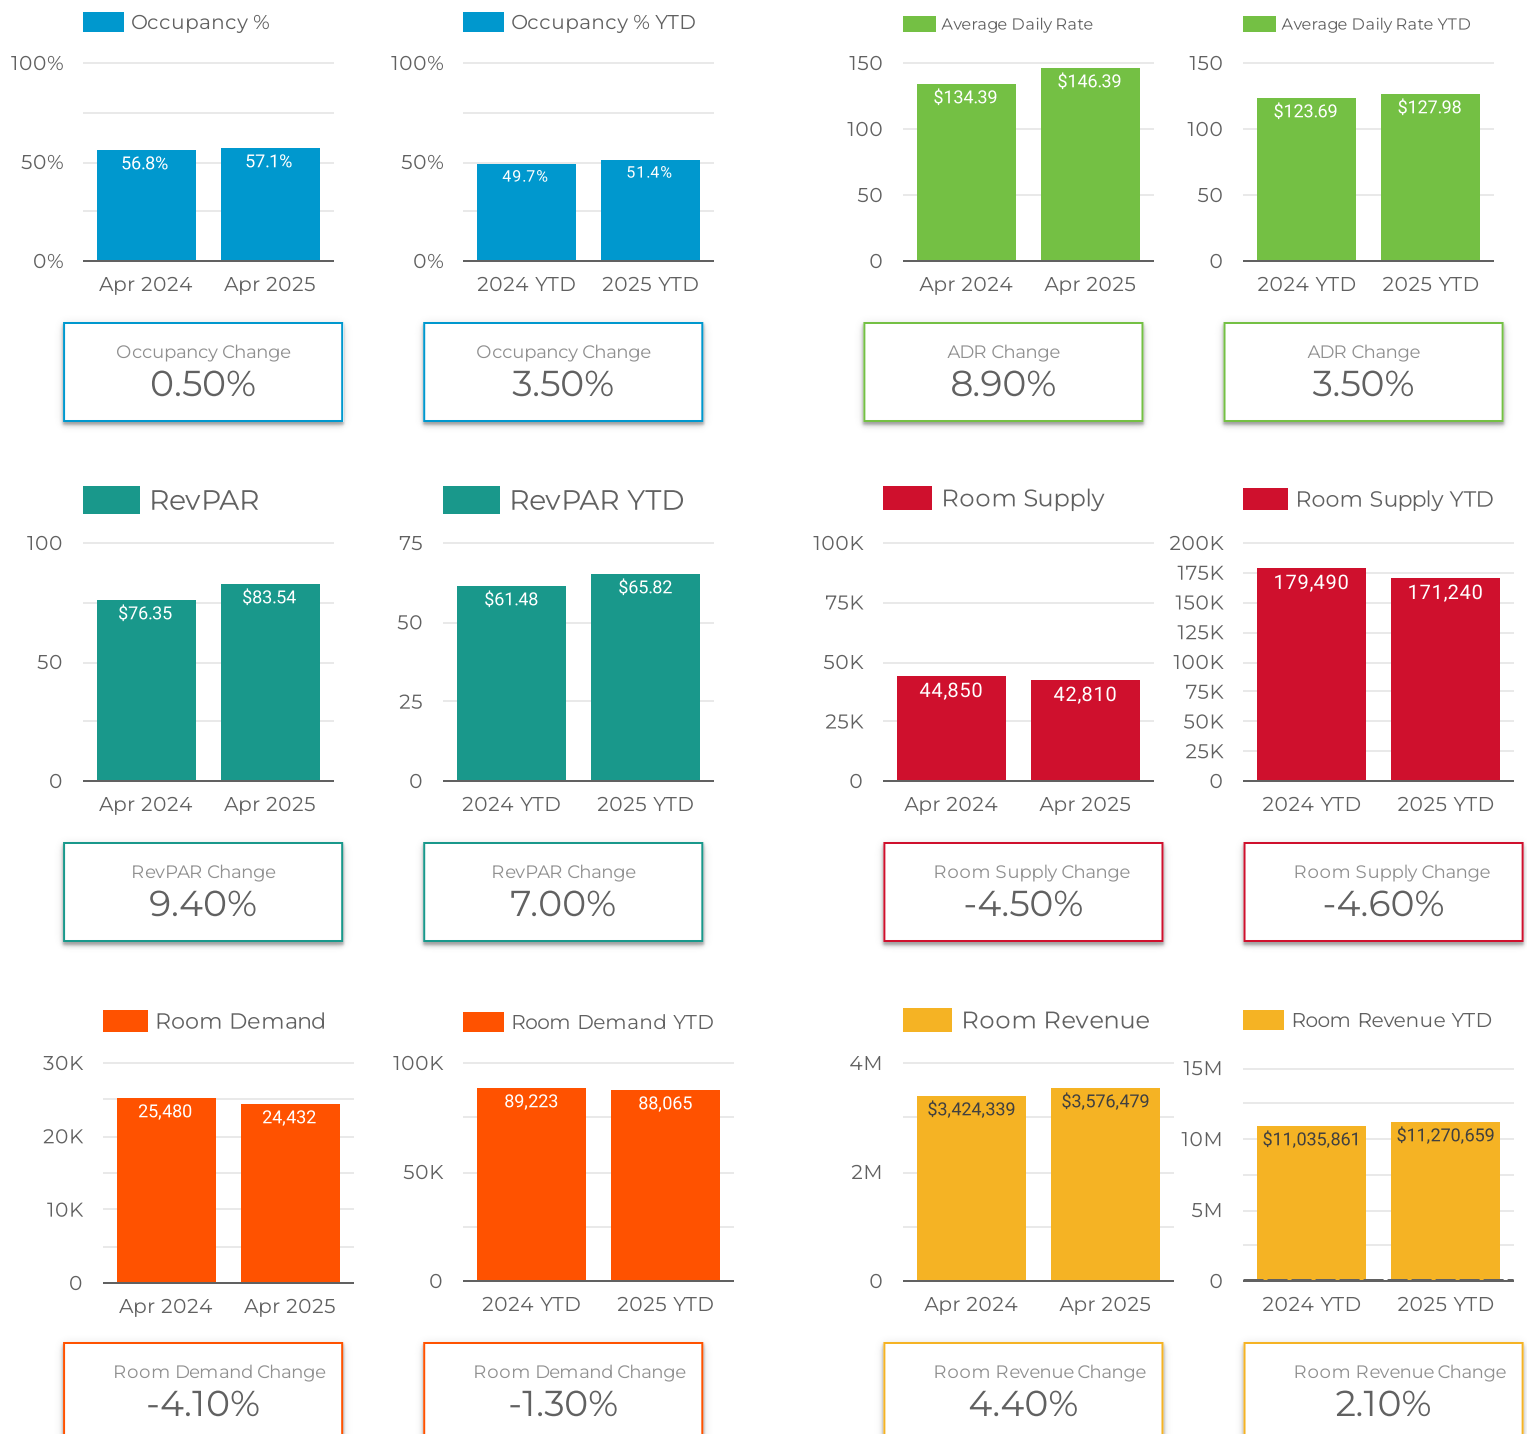 Occupancy %
100%
50%
0%
56.8%
57.1%
Apr 2024
Apr 2025
Occupancy Change
0.50%
Occupancy % YTD
100%
50%
0%
49.7%
51.4%
2024 YTD
2025 YTD
Occupancy Change
3.50%
Average Daily Rate
150
100
50
0
$134.39
$146.39
Apr 2024
Apr 2025
ADR Change
8.90%
Average Daily Rate YTD
150
100
50
0
$123.69
$127.98
2024 YTD
2025 YTD
ADR Change
3.50%
RevPAR
100
50
0
$76.35
$83.54
Apr 2024
Apr 2025
RevPAR Change
9.40%
RevPAR YTD
75
50
25
0
$61.48
$65.82
2024 YTD
2025 YTD
RevPAR Change
7.00%
Room Supply
100K
75K
50K
25K
0
44,850
42,810
Apr 2024
Apr 2025
Room Supply Change
-4.50%
Room Supply YTD
200K
175K
150K
125K
100K
75K
50K
25K
0
179,490
171,240
2024 YTD
2025 YTD
Room Supply Change
-4.60%
Room Demand
30K
20K
10K
0
25,480
24,432
Apr 2024
Apr 2025
Room Demand Change
-4.10%
Room Demand YTD
100K
50K
0
89,223
88,065
2024 YTD
2025 YTD
Room Demand Change
-1.30%
Room Revenue
4M
2M
0
$3,424,339
$3,576,479
Apr 2024
Apr 2025
Room Revenue Change
4.40%
Room Revenue YTD
15M
10M
5M
0
$11,035,861
$11,270,659
2024 YTD
2025 YTD
Room Revenue Change
2.10%